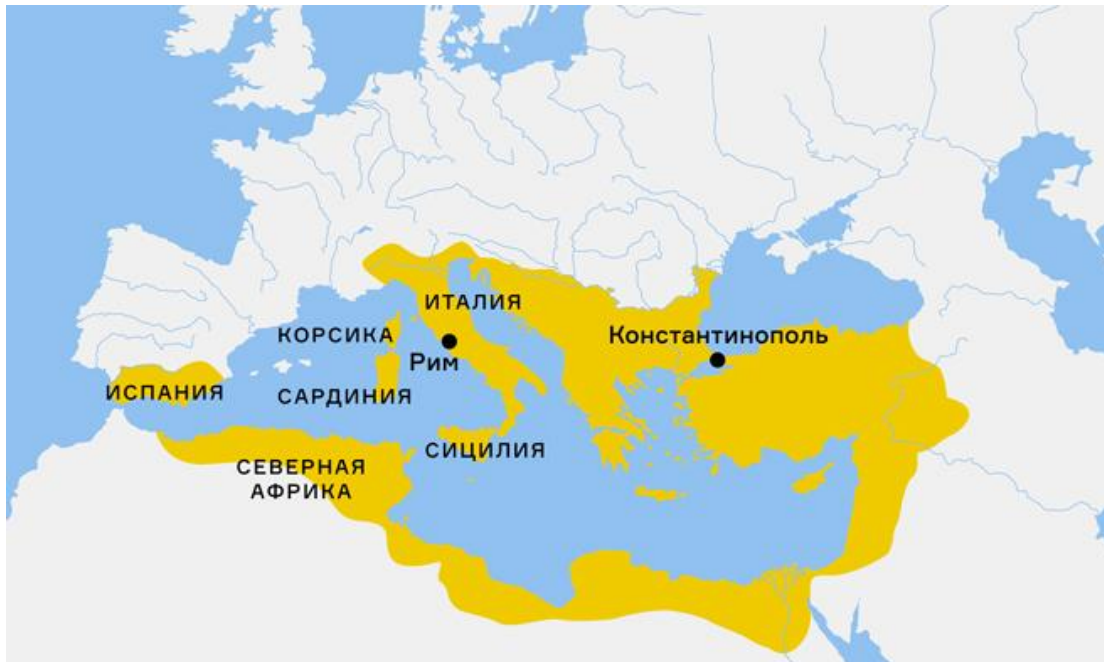 ИТАЛИЯ
КОРСИКА
Константинополь
Рим
ИСПАНИЯ
САРДИНИЯ
СИЦИЛИЯ
СЕВЕРНАЯ
АФРИКА